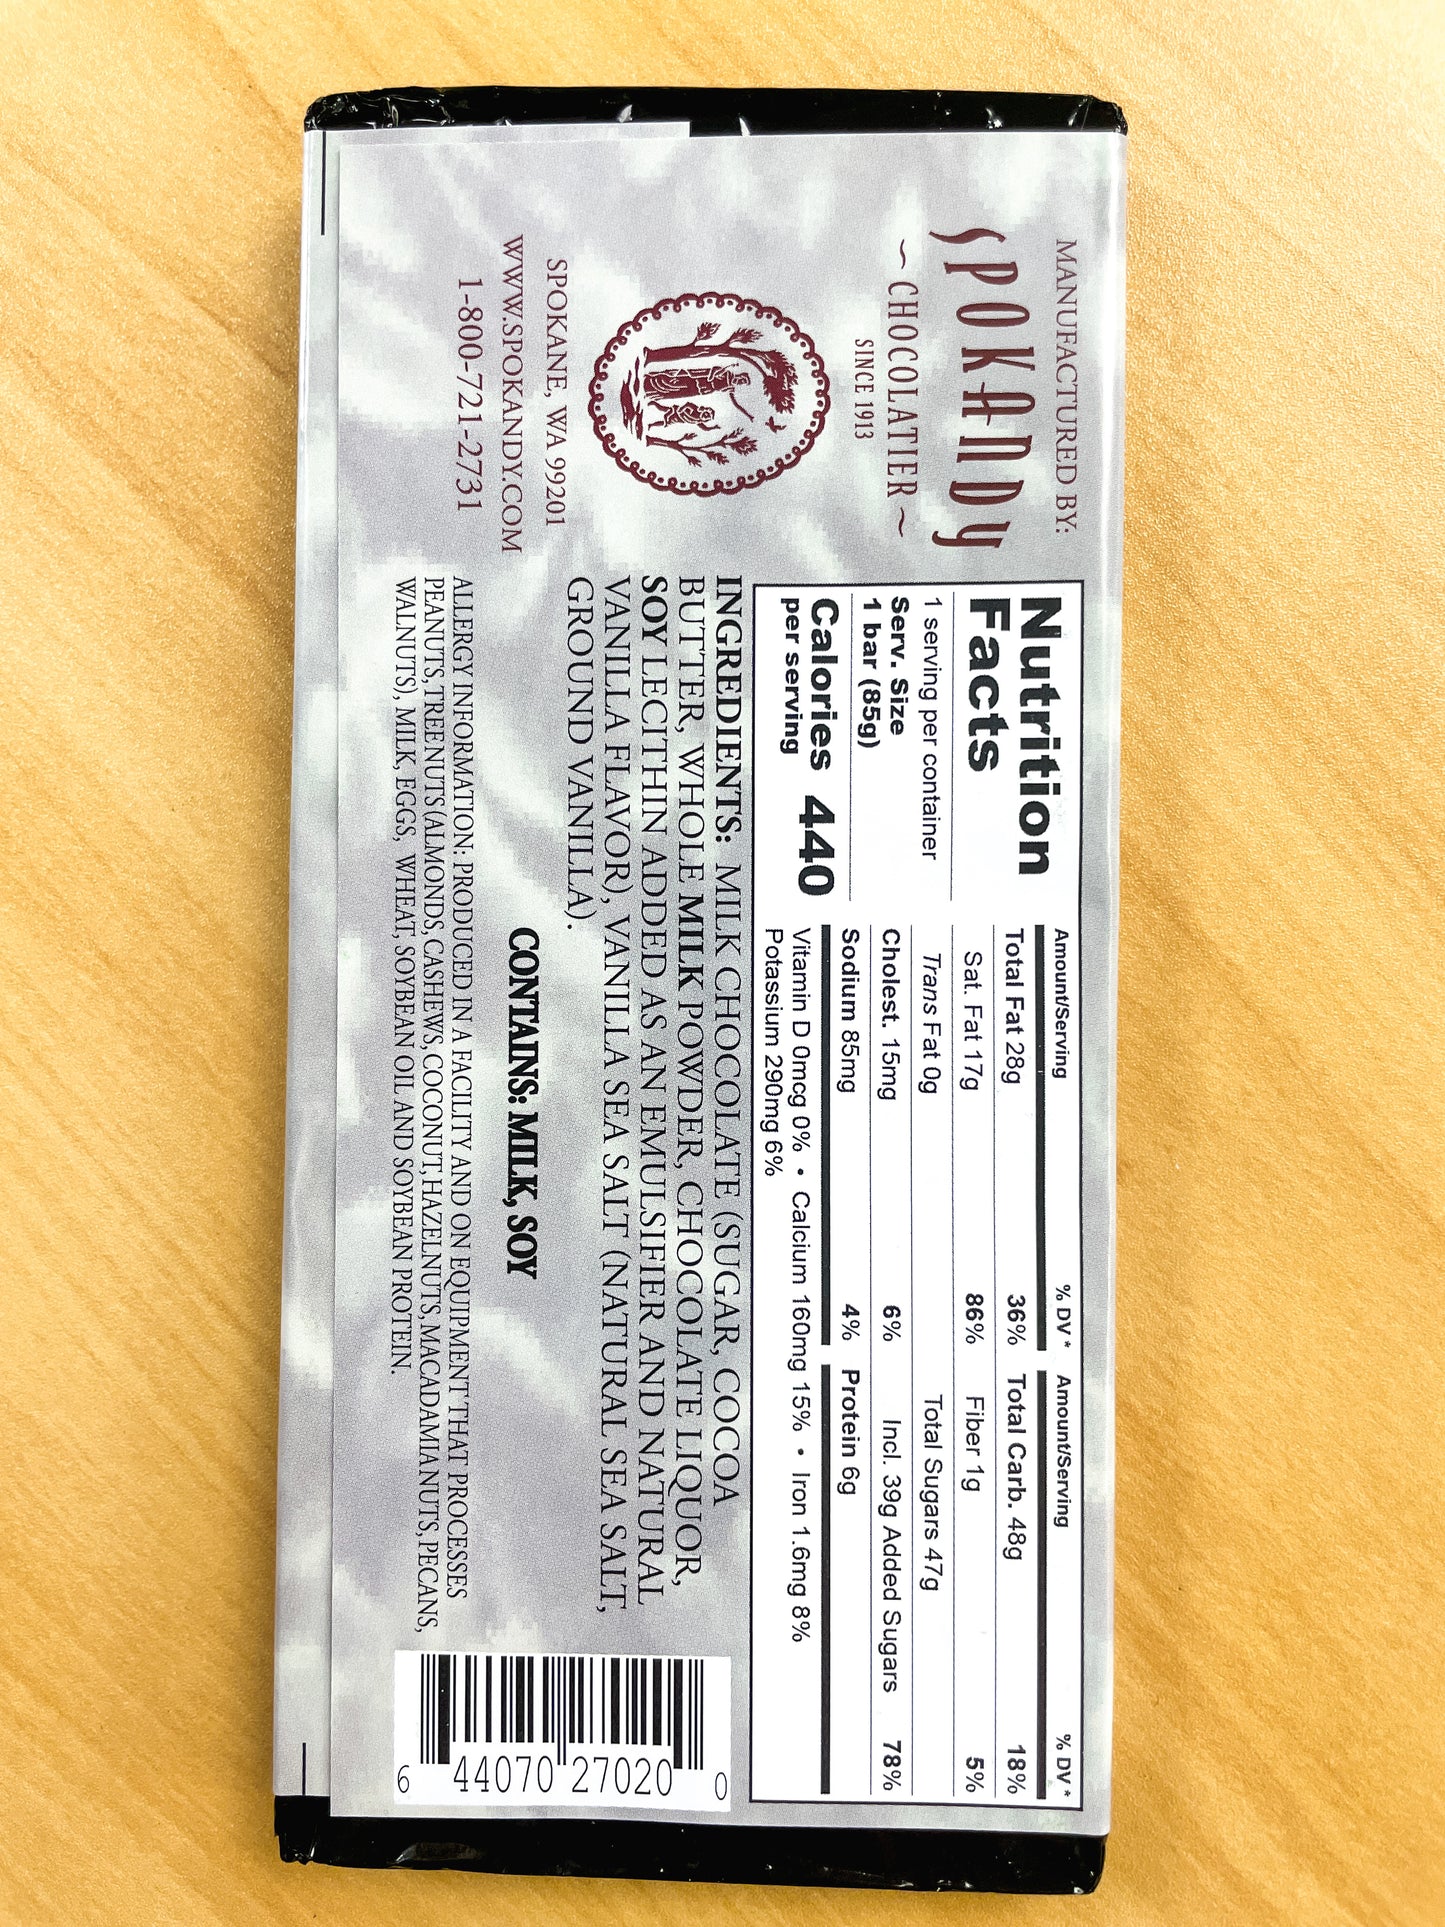 MANUFACTURED BY:
SPOKANDY
~ CHOCOLATIER ~
SINCE 1913
SPOKANE, WA 99201
WWW.SPOKANDY.COM
1-800-721-2731
Nutrition
Facts
1 serving per container
Serv. Size
1 bar (85g)
Calories 440
per serving
Amount/Serving % DV*
Total Fat 28g 36%
Sat. Fat 17g 86%
Trans Fat 0g
Cholest. 15mg 6%
Sodium 85mg 4%
Amount/Serving % DV*
Total Carb. 48g 18%
Fiber 1g 5%
Total Sugars 47g
Incl. 39g Added Sugars 78%
Protein 6g
Vitamin D 0mcg 0% • Calcium 160mg 15% • Iron 1.6mg 8%
Potassium 290mg 6%
INGREDIENTS: MILK CHOCOLATE (SUGAR, COCOA
BUTTER, WHOLE MILK POWDER, CHOCOLATE LIQUOR,
SOY LECITHIN ADDED AS AN EMULSIFIER AND NATURAL
VANILLA FLAVOR), VANILLA SEA SALT (NATURAL SEA SALT,
GROUND VANILLA).
CONTAINS: MILK, SOY
ALLERGY INFORMATION: PRODUCED IN A FACILITY AND ON EQUIPMENT THAT PROCESSES
PEANUTS, TREE NUTS (ALMONDS, CASHEWS, COCONUT, HAZELNUTS, MACADAMIA NUTS, PECANS,
WALNUTS), MILK, EGGS, WHEAT, SOYBEAN OIL AND SOYBEAN PROTEIN.
6 44070 27020 0